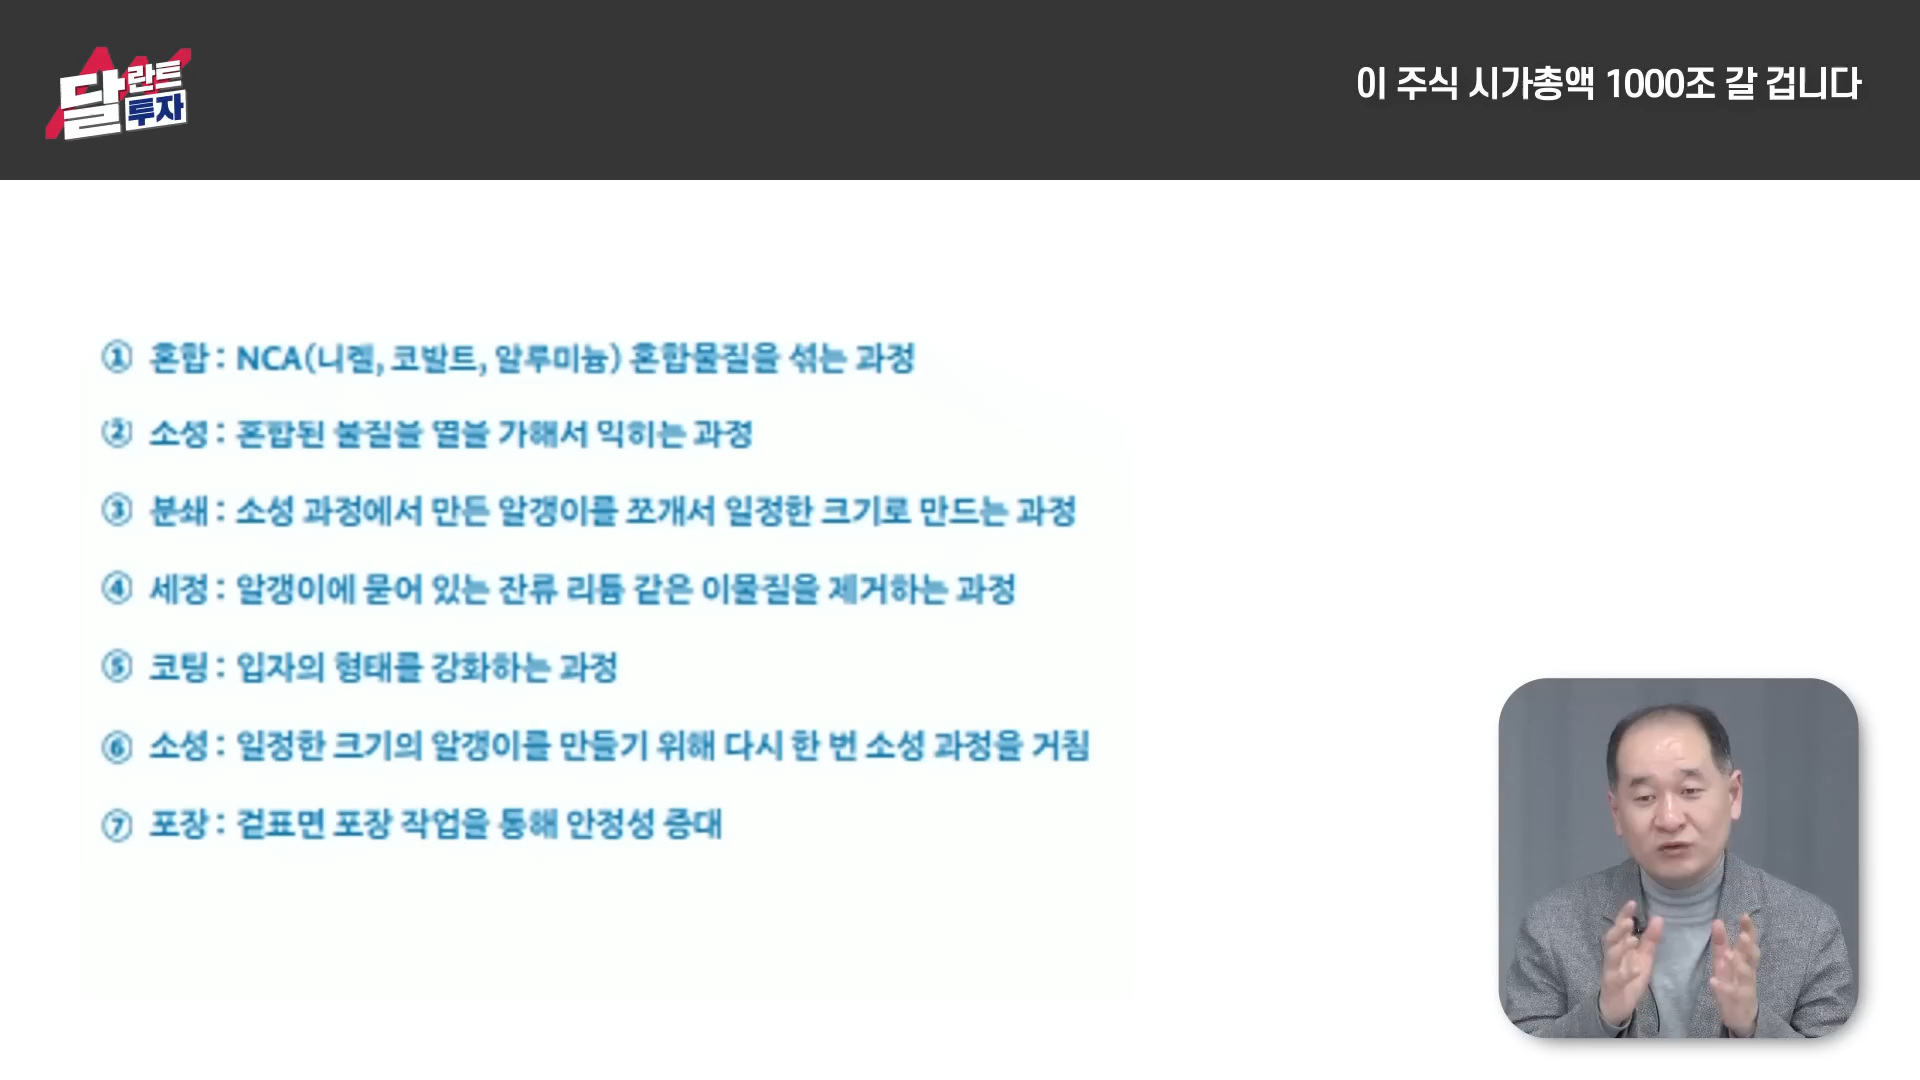 달란트
투자
이 주식 시가총액 1000조 갈 겁니다
① 혼합 : NCA(니켈, 코발트, 알루미늄) 혼합물질을 섞는 과정
② 소성 : 혼합된 물질을 열을 가해서 익히는 과정
③ 분쇄 : 소성 과정에서 만든 알갱이를 쪼개서 일정한 크기로 만드는 과정
④ 세정 : 알갱이에 묻어 있는 잔류 리튬 같은 이물질을 제거하는 과정
⑤ 코팅 : 입자의 형태를 강화하는 과정
⑥ 소성 : 일정한 크기의 알갱이를 만들기 위해 다시 한 번 소성 과정을 거침
⑦ 포장 : 겉표면 포장 작업을 통해 안정성 증대